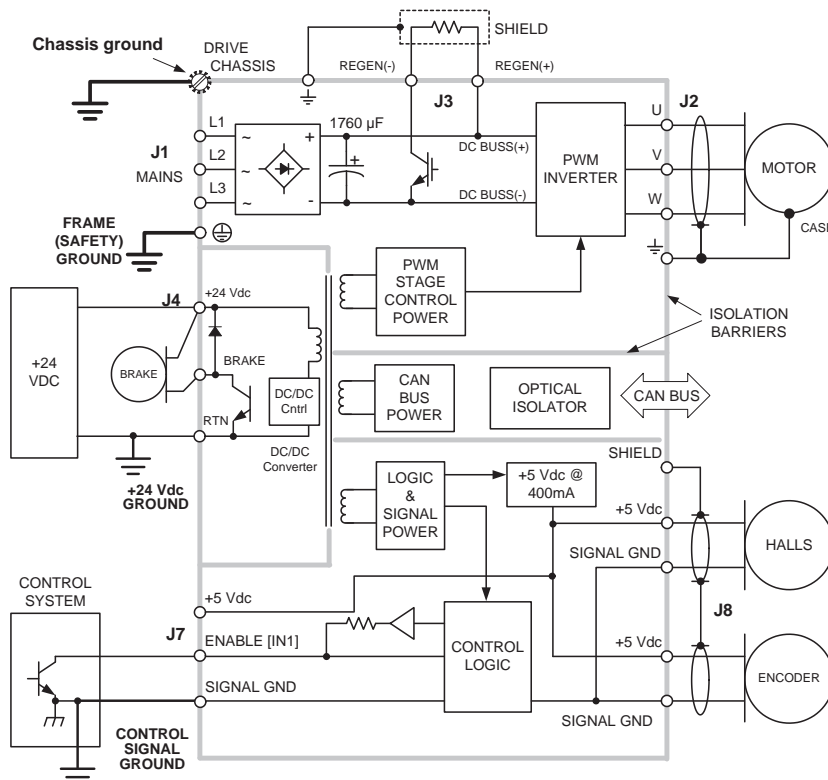 Chassis ground
DRIVE
CHASSIS
SHIELD
REGEN(-)
REGEN(+)
J3
J1
MAINS
L1
L2
L3
~
~
~
+
-
1760 µF
+
DC BUSS(+)
DC BUSS(-)
PWM
INVERTER
U
V
W
J2
MOTOR
CASE
FRAME
(SAFETY)
GROUND
PWM
STAGE
CONTROL
POWER
ISOLATION
BARRIERS
J4
+24 Vdc
+24
VDC
BRAKE
BRAKE
RTN
DC/DC
Cntrl
DC/DC
Converter
+24 Vdc
GROUND
CAN
BUS
POWER
OPTICAL
ISOLATOR
CAN BUS
LOGIC
&
SIGNAL
POWER
+5 Vdc @
400mA
SHIELD
+5 Vdc
SIGNAL GND
HALLS
J8
+5 Vdc
SIGNAL GND
ENCODER
CONTROL
SYSTEM
J7
+5 Vdc
ENABLE [IN1]
SIGNAL GND
CONTROL
LOGIC
CONTROL
SIGNAL
GROUND